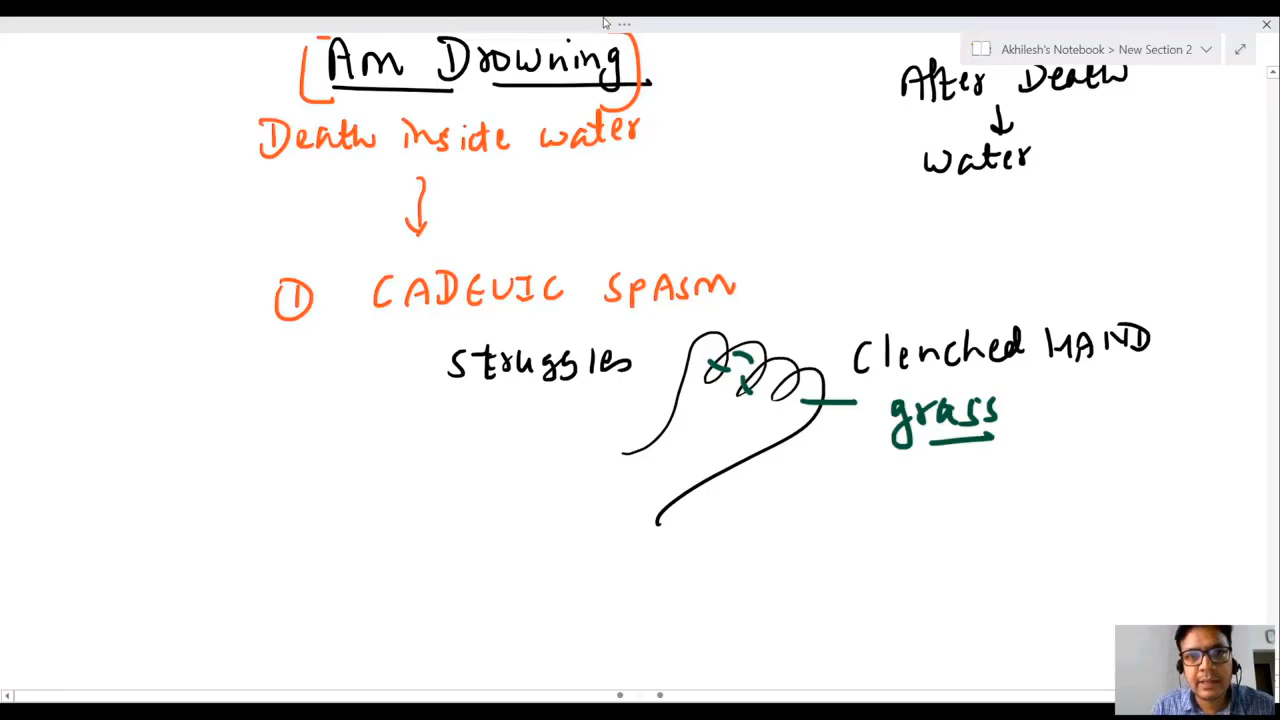 Akhilesh's Notebook > New Section 2
Am Drowning
After Death
Death inside water
water
① CADEVIC SPASM
struggles
Clenched HAND
grass